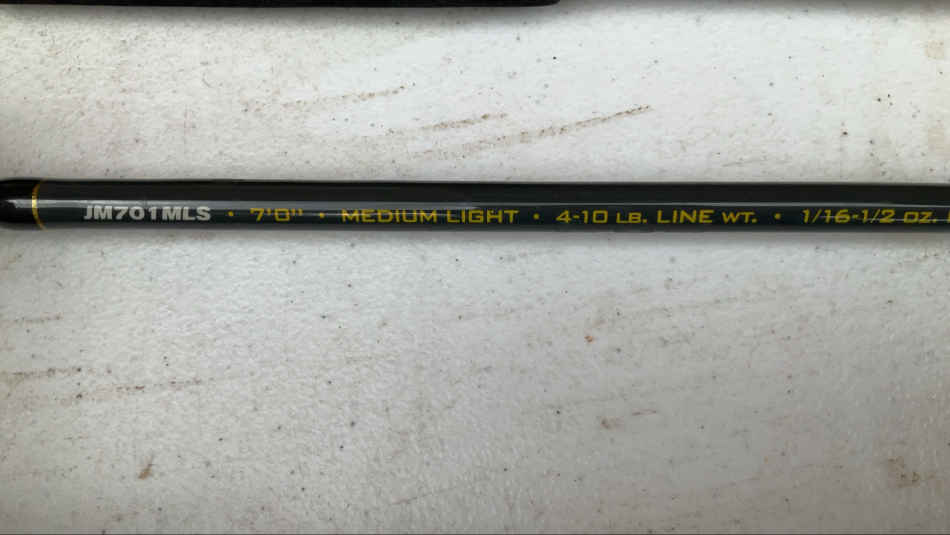 JM701MLS • 7'0" • MEDIUM LIGHT • 4-10 LB. LINE WT. • 1/16-1/2 OZ.